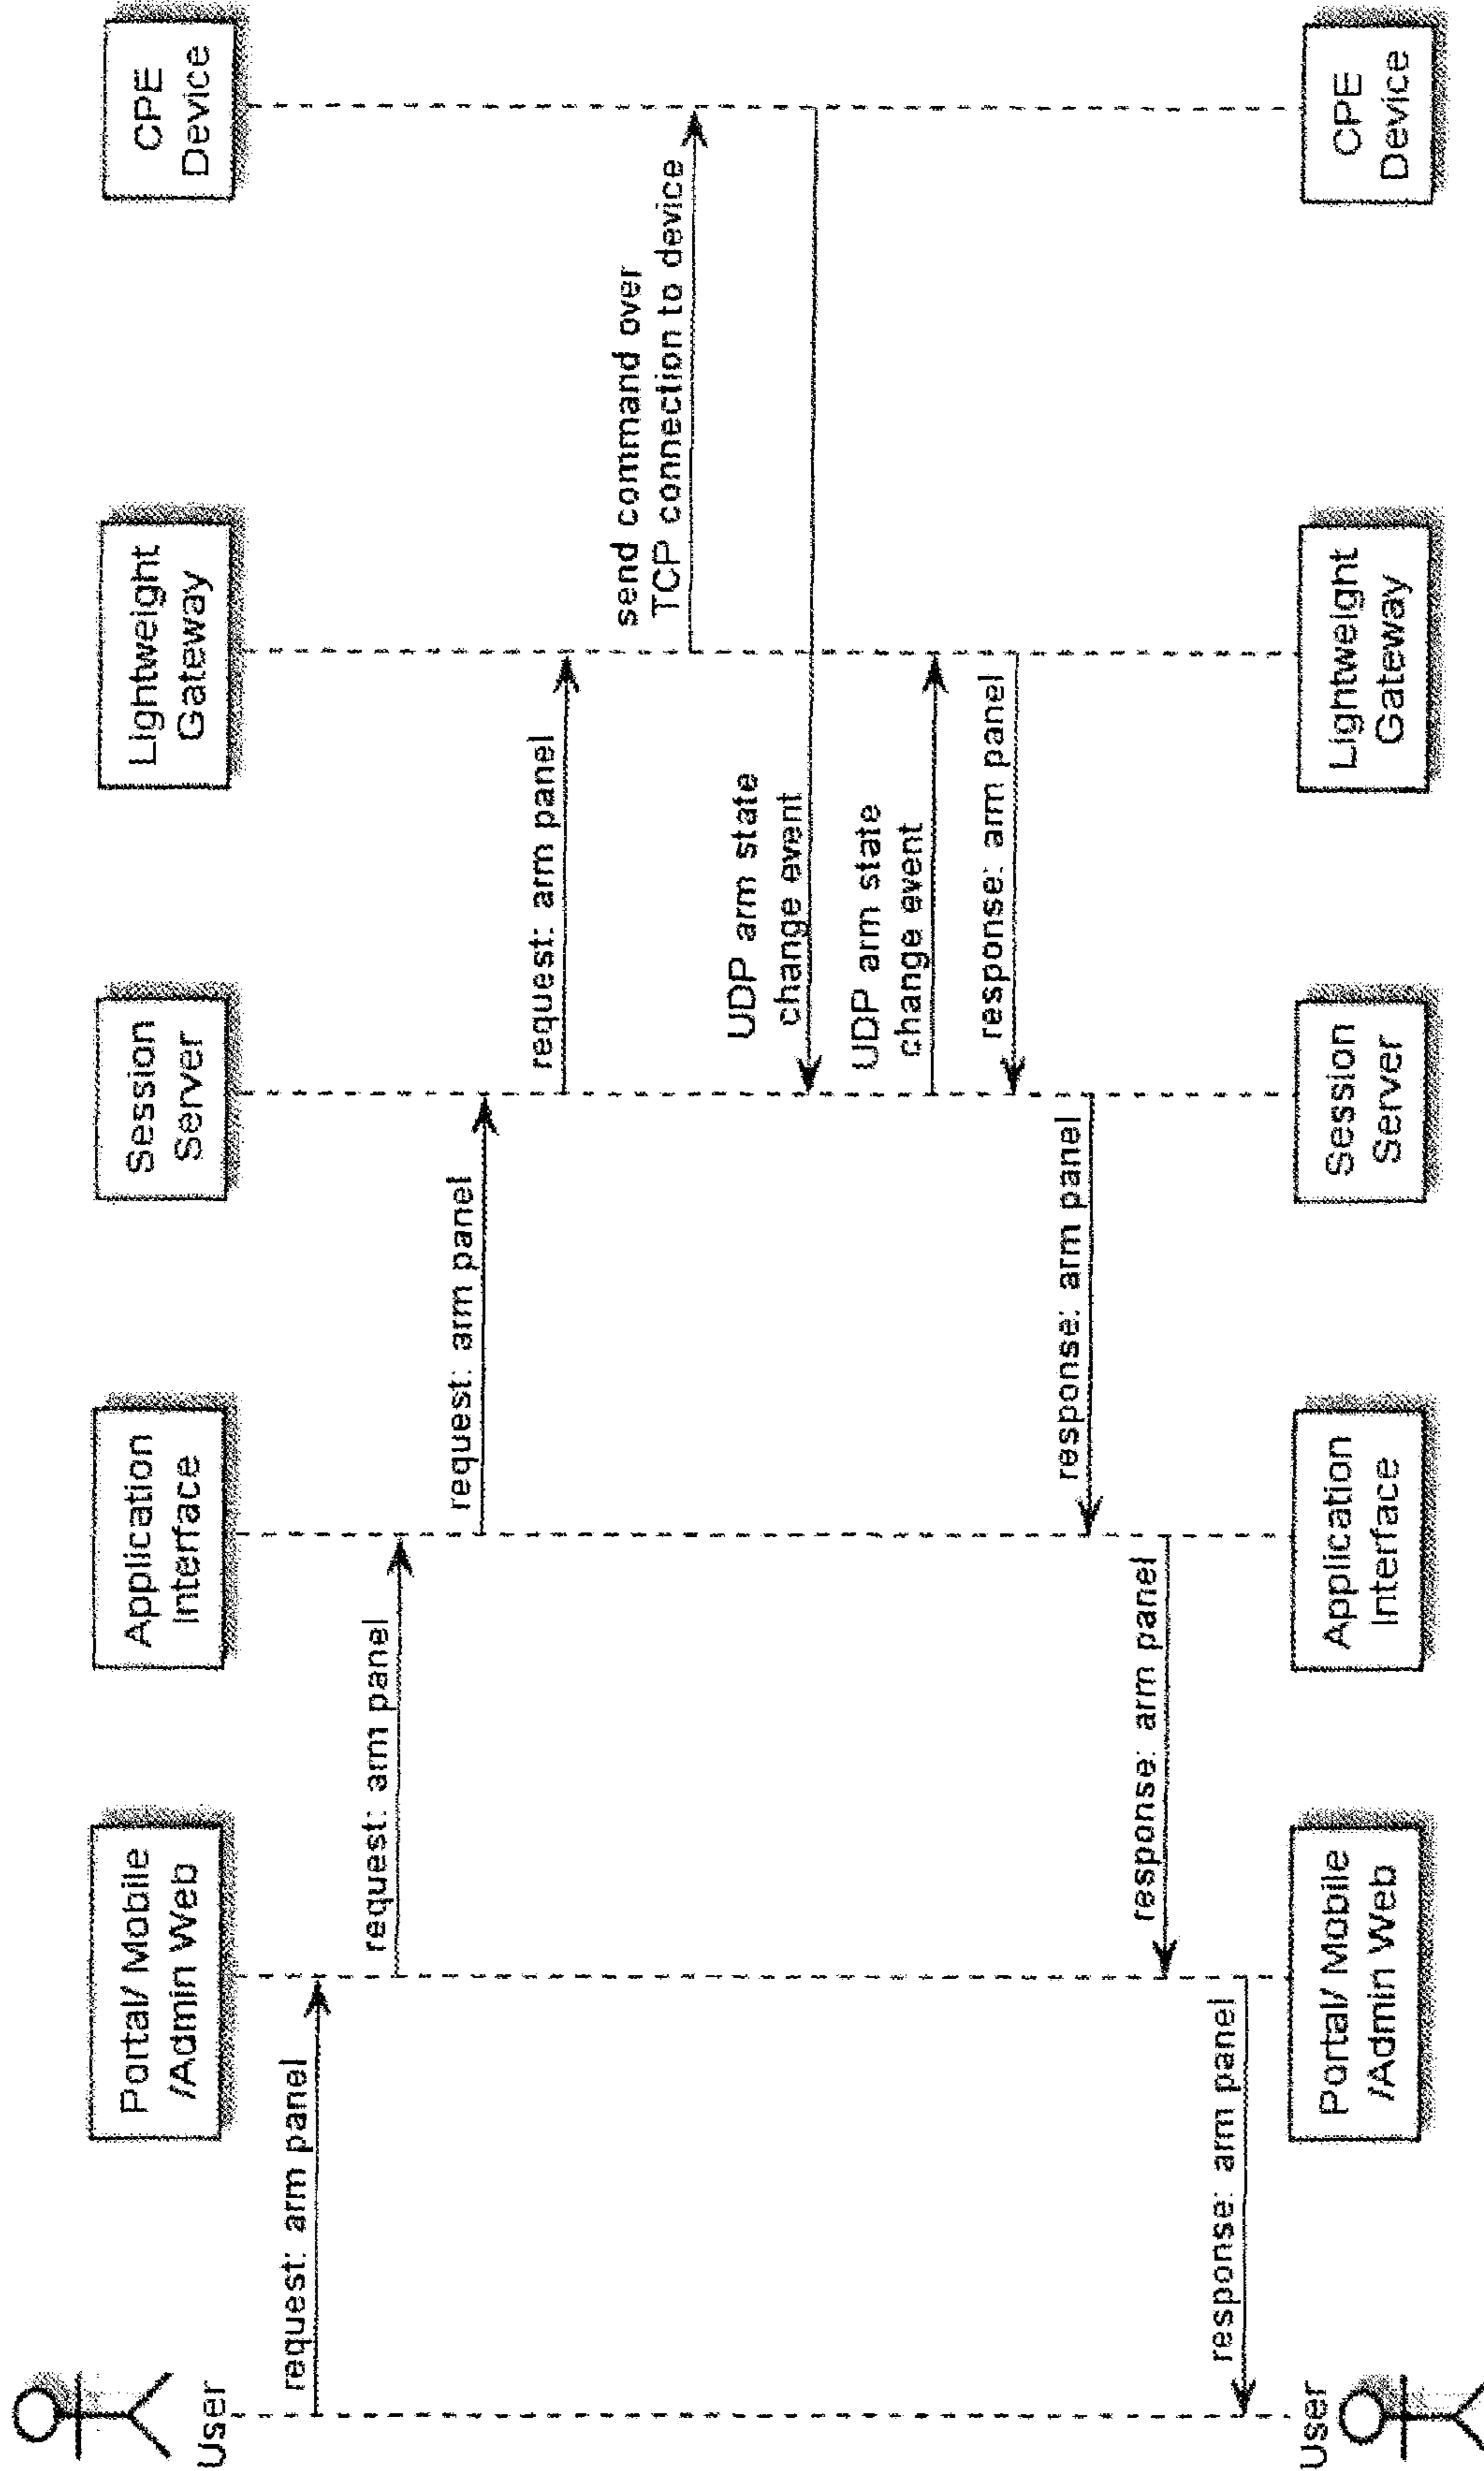 User
Portal/ Mobile
/Admin Web
Application
Interface
Session
Server
Lightweight
Gateway
CPE
Device
request: arm panel
request: arm panel
request: arm panel
request: arm panel
send command over
TCP connection to device
UDP arm state
change event
UDP arm state
change event
response: arm panel
response: arm panel
response: arm panel
response: arm panel
User
Portal/ Mobile
/Admin Web
Application
Interface
Session
Server
Lightweight
Gateway
CPE
Device